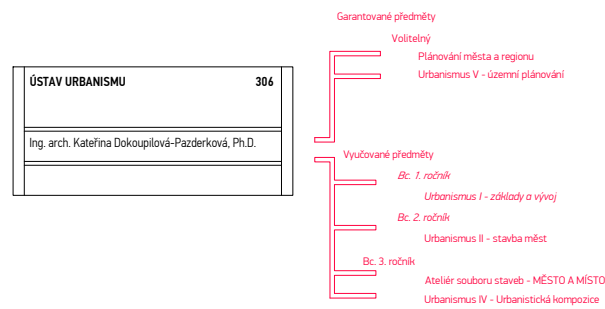 Garantované předměty
Volitelný
Plánování města a regionu
Urbanismus V - územní plánování
ÚSTAV URBANISMU 306
Ing. arch. Kateřina Dokoupilová-Pazderková, Ph.D.
Vyučované předměty
Bc. 1. ročník
Urbanismus I - základy a vývoj
Bc. 2. ročník
Urbanismus II - stavba měst
Bc. 3. ročník
Ateliér souboru staveb - MĚSTO A MÍSTO
Urbanismus IV - Urbanistická kompozice